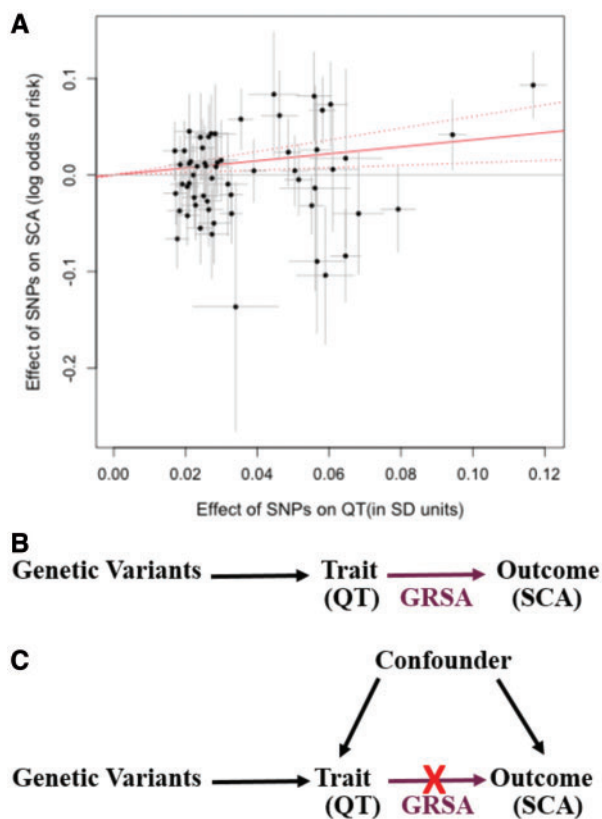 A
0.1
0.0
-0.1
-0.2
Effect of SNPs on SCA (log odds of risk)
0.00 0.02 0.04 0.06 0.08 0.10 0.12
Effect of SNPs on QT(in SD units)
B
Genetic Variants Trait Outcome
(QT) GRSA (SCA)
C
Confounder
Genetic Variants Trait X Outcome
(QT) GRSA (SCA)